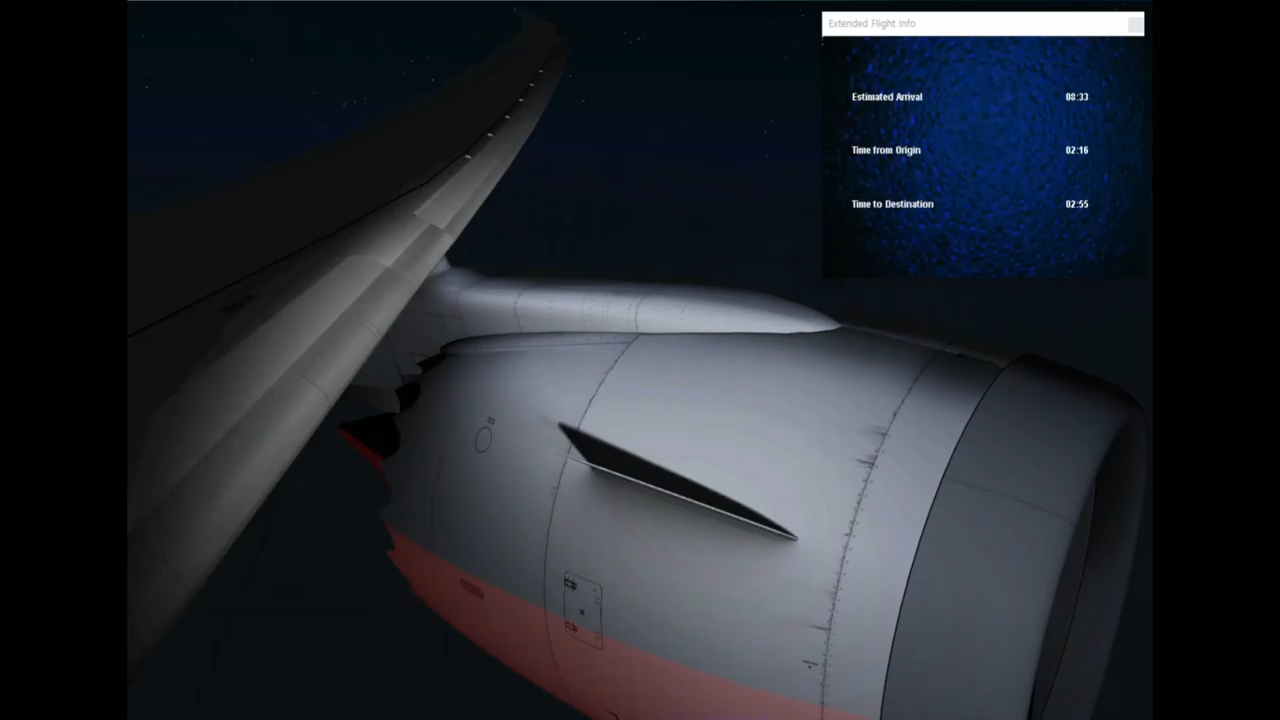 Extended Flight Info
Estimated Arrival 08:33
Time from Origin 02:16
Time to Destination 02:55